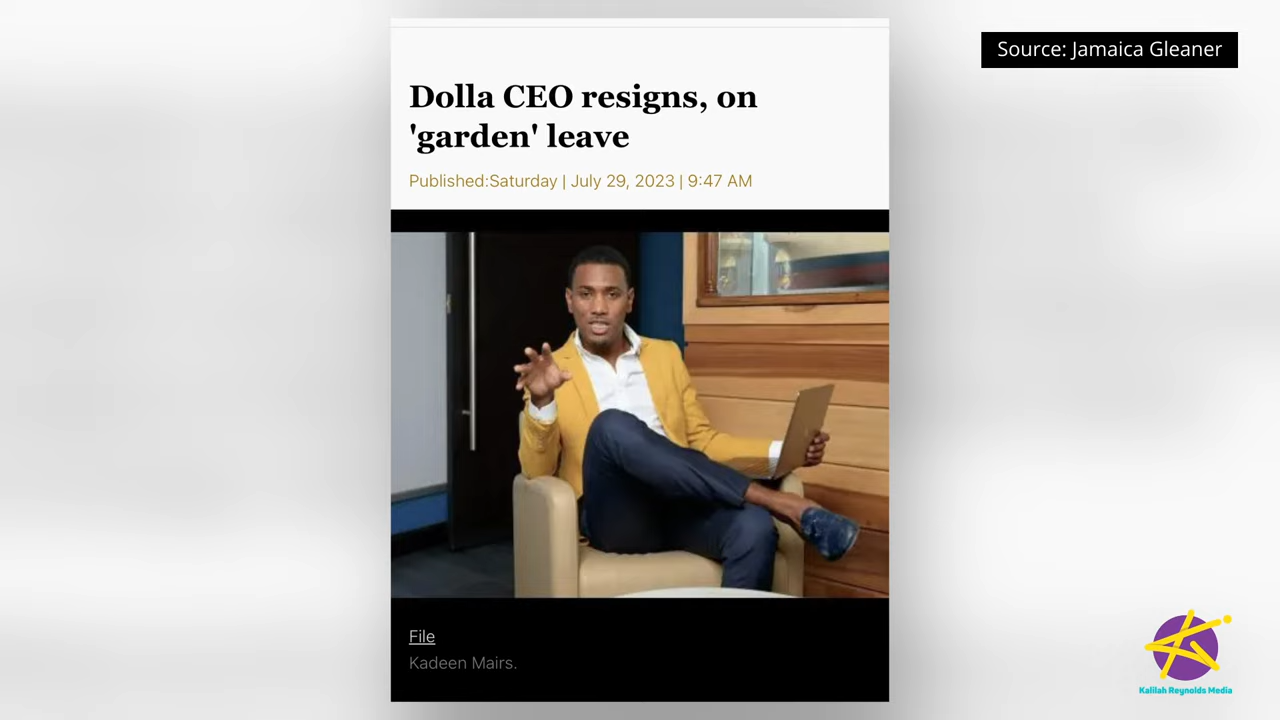 Source: Jamaica Gleaner
Dolla CEO resigns, on
'garden' leave
Published:Saturday | July 29, 2023 | 9:47 AM
File
Kadeen Mairs.
Kalilah Reynolds Media